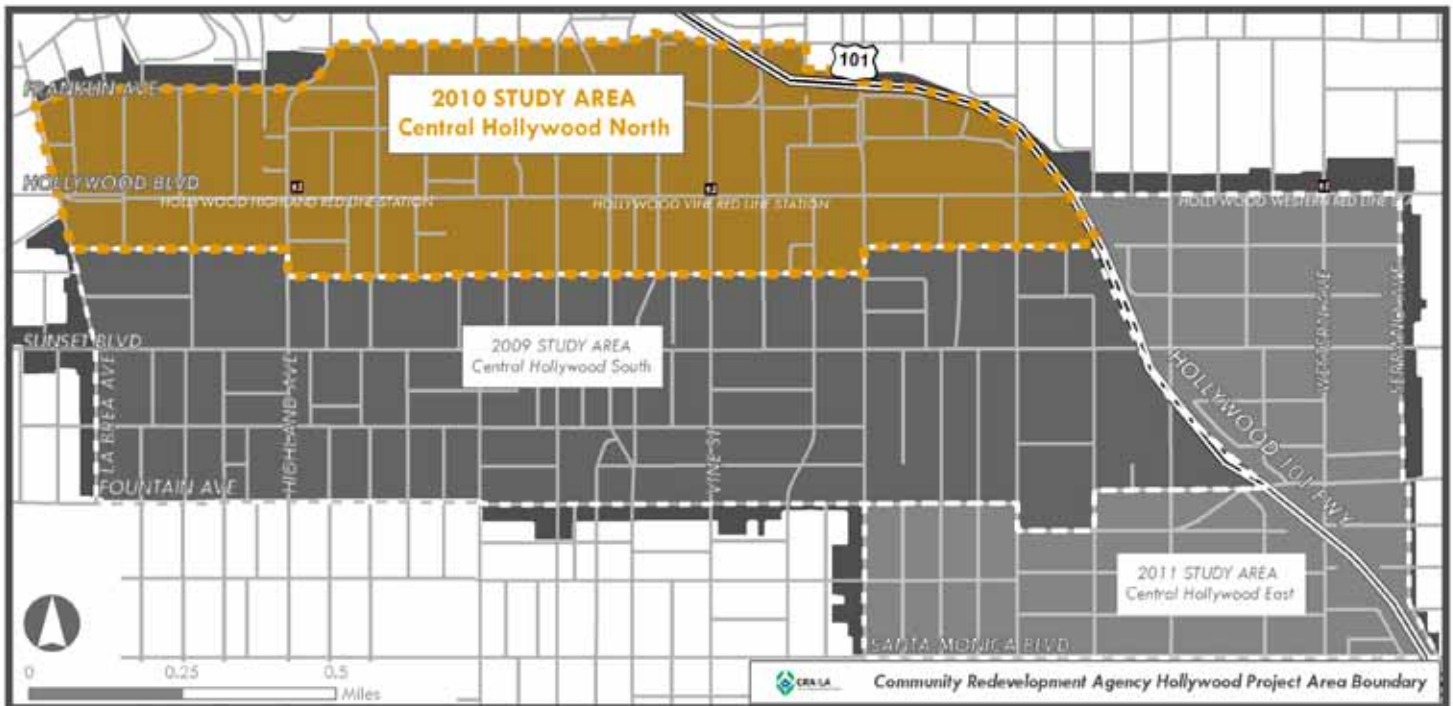 101
FRANKLIN AVE
2010 STUDY AREA
Central Hollywood North
HOLLYWOOD BLVD
HOLLYWOOD HIGHLAND RED LINE STATION
HOLLYWOOD VINE RED LINE STATION
HOLLYWOOD WESTERN RED LINE STA
WESTERN AVE
SERRANO AVE
SUNSET BLVD
2009 STUDY AREA
Central Hollywood South
LA BREA AVE
HIGHLAND AVE
VINE ST
HOLLYWOOD 101 FWY
FOUNTAIN AVE
2011 STUDY AREA
Central Hollywood East
SANTA MONICA BLVD
0 0.25 0.5
Miles
CRA/LA
Community Redevelopment Agency Hollywood Project Area Boundary